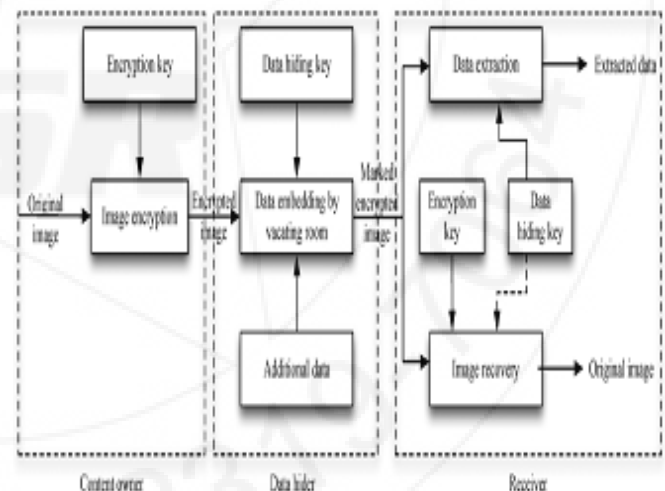 Encryption key
Data hiding key
Data extraction
Extracted data
Original
image
Image encryption
Encrypted
image
Data embedding by
vacating room
Marked
encrypted
image
Encryption
key
Data
hiding key
Additional data
Image recovery
Original image
Content owner
Data hider
Receiver